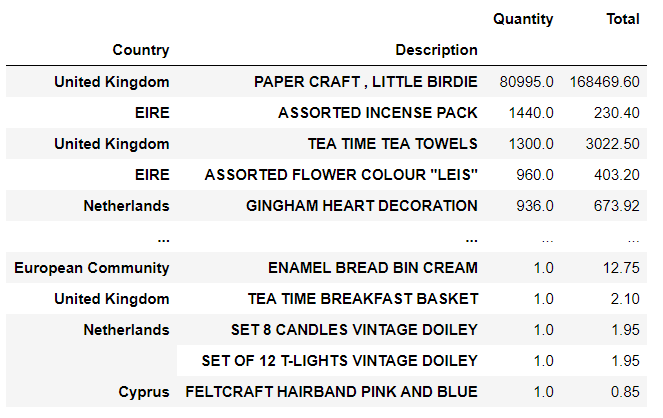 Quantity Total
Country Description
United Kingdom PAPER CRAFT , LITTLE BIRDIE 80995.0 168469.60
EIRE ASSORTED INCENSE PACK 1440.0 230.40
United Kingdom TEA TIME TEA TOWELS 1300.0 3022.50
EIRE ASSORTED FLOWER COLOUR "LEIS" 960.0 403.20
Netherlands GINGHAM HEART DECORATION 936.0 673.92
... ... ... ...
European Community ENAMEL BREAD BIN CREAM 1.0 12.75
United Kingdom TEA TIME BREAKFAST BASKET 1.0 2.10
Netherlands SET 8 CANDLES VINTAGE DOILEY 1.0 1.95
SET OF 12 T-LIGHTS VINTAGE DOILEY 1.0 1.95
Cyprus FELTCRAFT HAIRBAND PINK AND BLUE 1.0 0.85